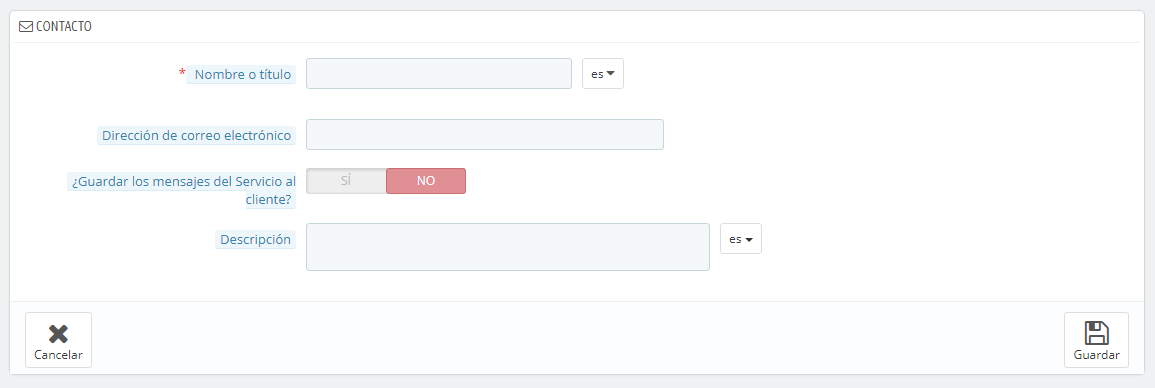 CONTACTO
* Nombre o título
es
Dirección de correo electrónico
¿Guardar los mensajes del Servicio al
cliente?
SÍ NO
Descripción
es
Cancelar
Guardar